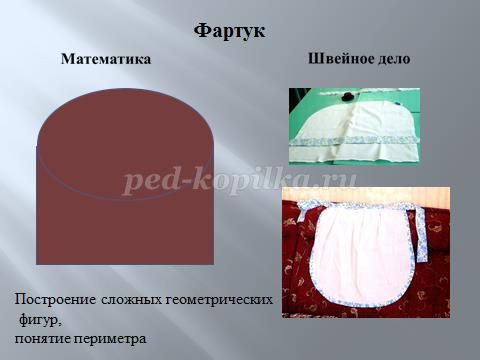 Фартук
Математика
Швейное дело
ped-kopilka.ru
Построение сложных геометрических
фигур,
понятие периметра